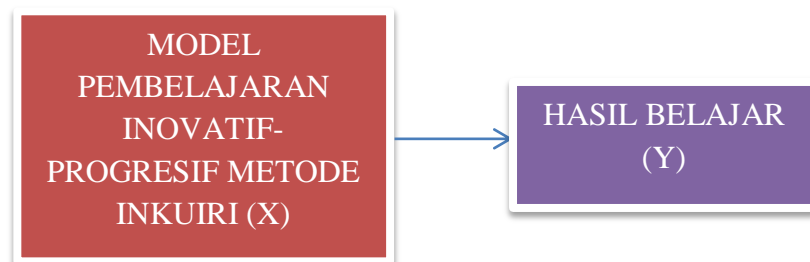 MODEL
PEMBELAJARAN
INOVATIF-
PROGRESIF METODE
INKUIRI (X)
HASIL BELAJAR
(Y)